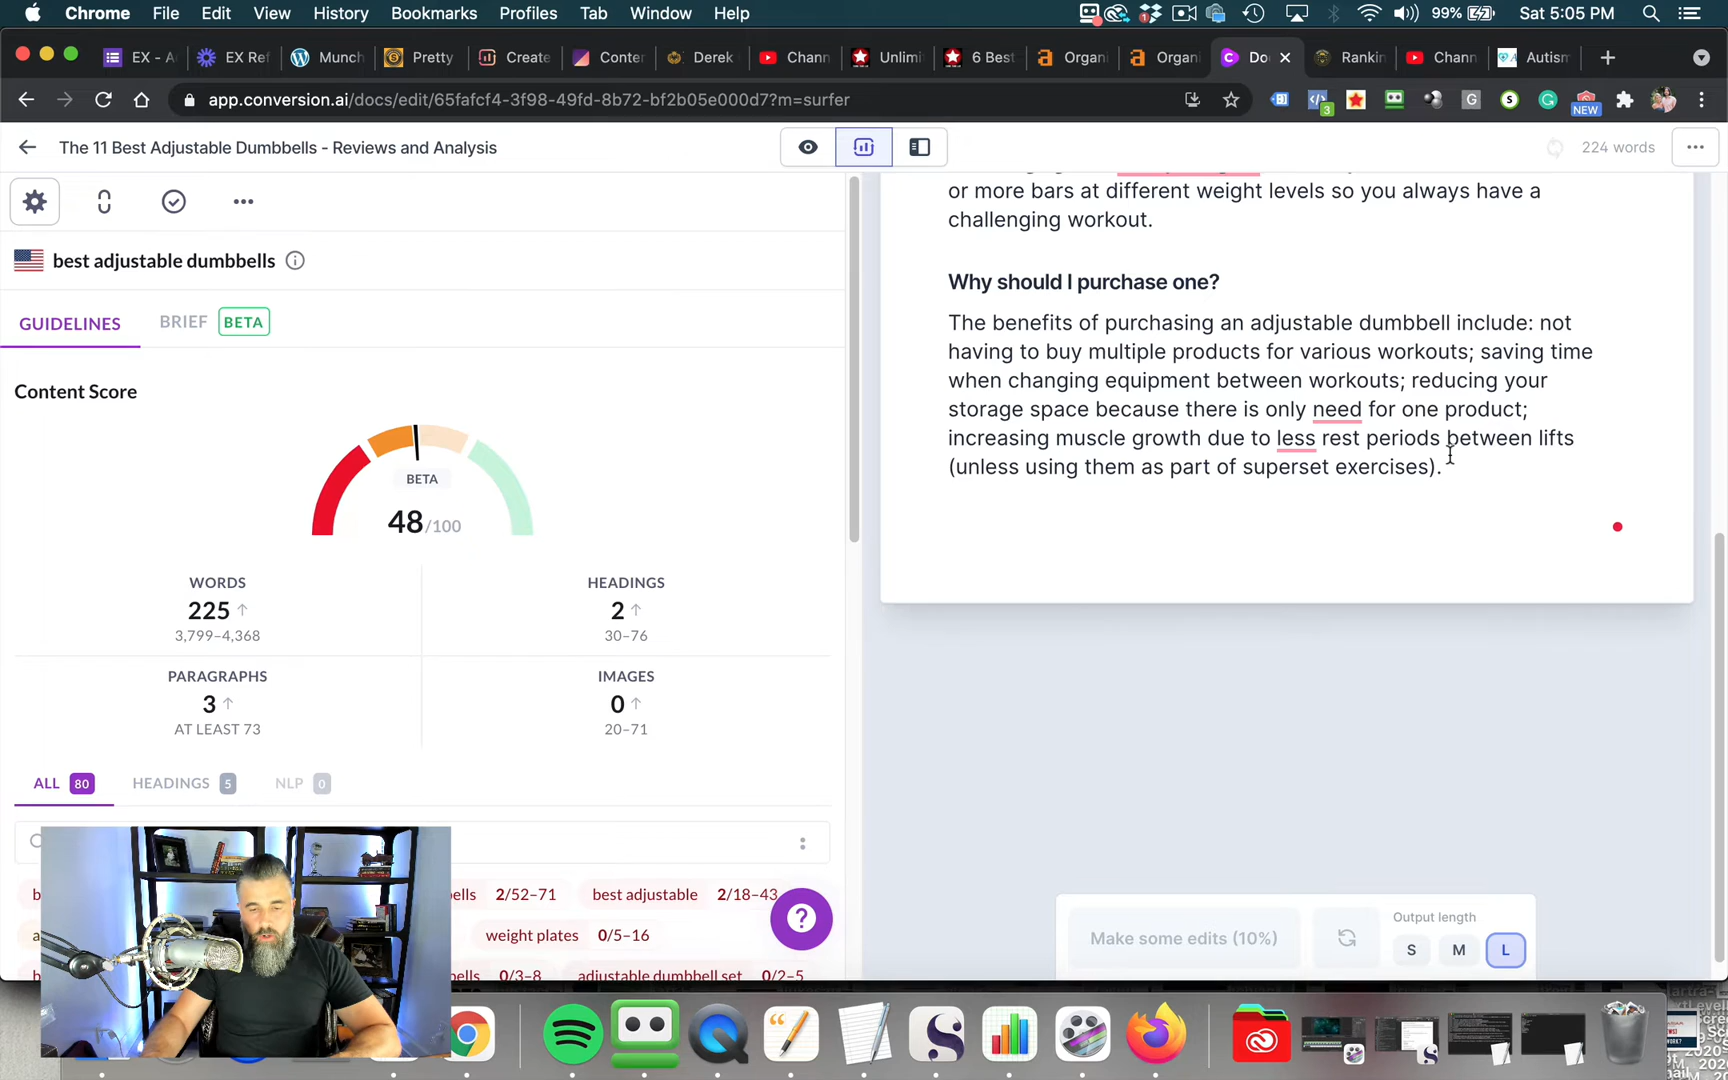 Chrome File Edit View History Bookmarks Profiles Tab Window Help 99% Sat 5:05 PM
EX - A EX Ref Munch Pretty Create Conter Derek Chann Unlimi 6 Best Organi Organi Do Rankin Chann Autism
app.conversion.ai/docs/edit/65fafcf4-3f98-49fd-8b72-bf2b05e000d7?m=surfer
NEW
The 11 Best Adjustable Dumbbells - Reviews and Analysis
224 words
best adjustable dumbbells
GUIDELINES BRIEF BETA
Content Score
BETA
48/100
WORDS
225
3,799–4,368
HEADINGS
2
30–76
PARAGRAPHS
3
AT LEAST 73
IMAGES
0
20–71
ALL 80 HEADINGS 5 NLP 0
bells 2/52–71 best adjustable 2/18–43
weight plates 0/5–16
bells 0/3–8 adjustable dumbbell set 0/2–5
or more bars at different weight levels so you always have a
challenging workout.
Why should I purchase one?
The benefits of purchasing an adjustable dumbbell include: not
having to buy multiple products for various workouts; saving time
when changing equipment between workouts; reducing your
storage space because there is only need for one product;
increasing muscle growth due to less rest periods between lifts
(unless using them as part of superset exercises).
Make some edits (10%)
Output length
S M L